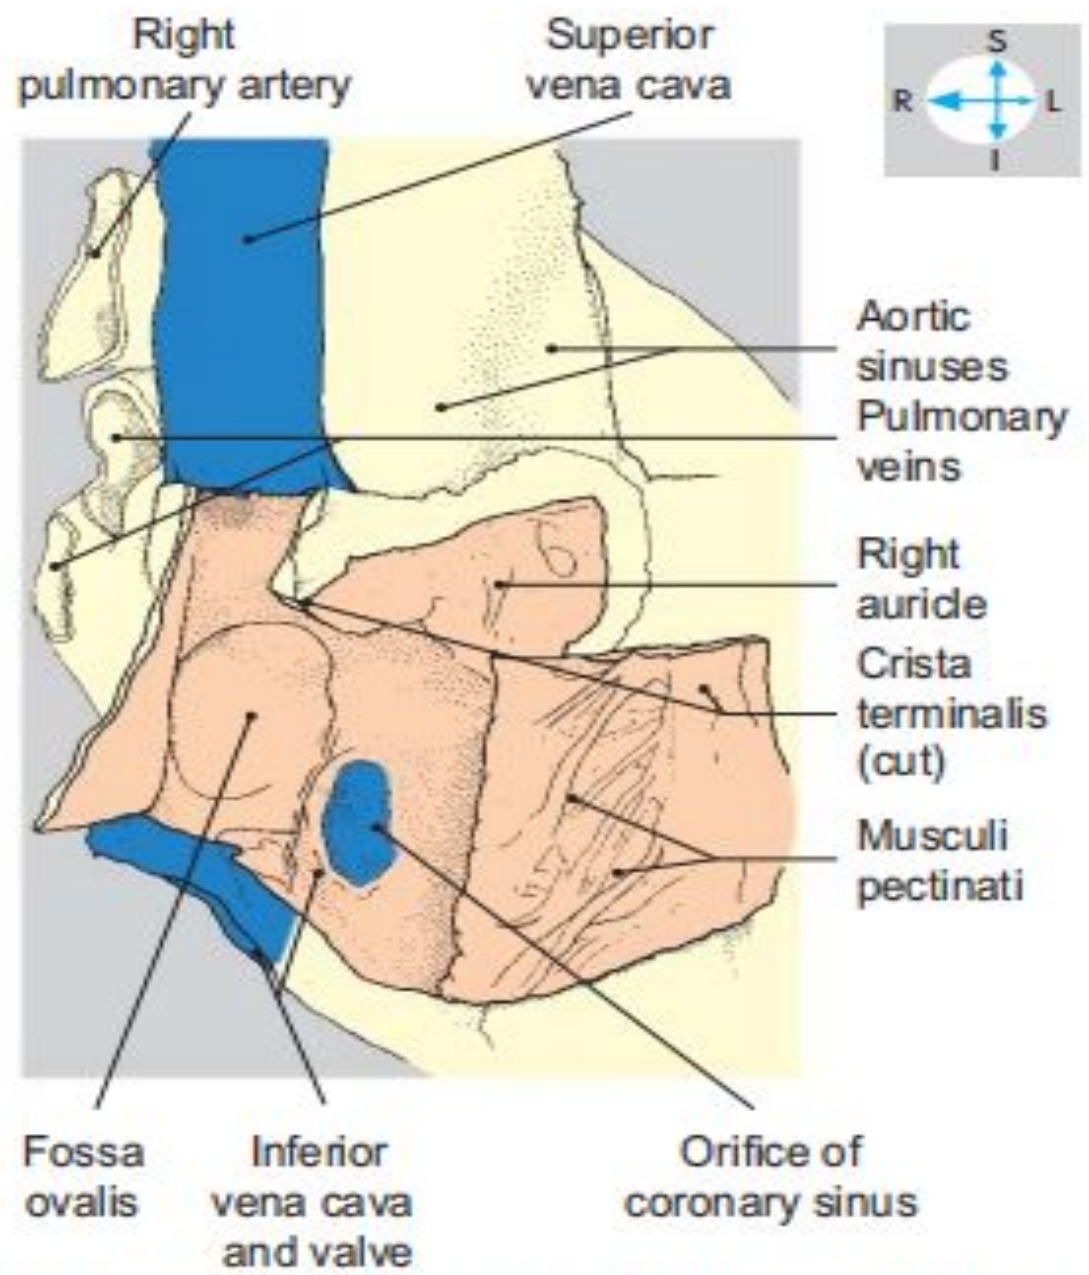 Right
pulmonary artery
Superior
vena cava
S
R
L
I
Aortic
sinuses
Pulmonary
veins
Right
auricle
Crista
terminalis
(cut)
Musculi
pectinati
Fossa
ovalis
Inferior
vena cava
and valve
Orifice of
coronary sinus